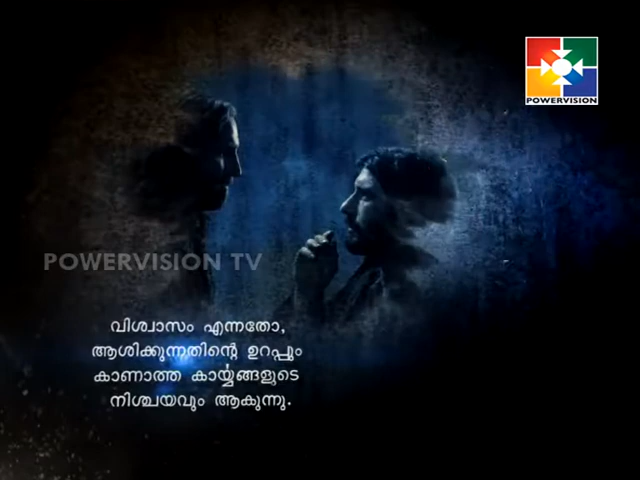 POWERVISION
POWERVISION TV
വിശ്വാസം എന്നതോ,
ആശിക്കുന്നതിന്റെ ഉറപ്പും
കാണാത്ത കാര്യ്യങ്ങളുടെ
നിശ്ചയവും ആകുന്നു.